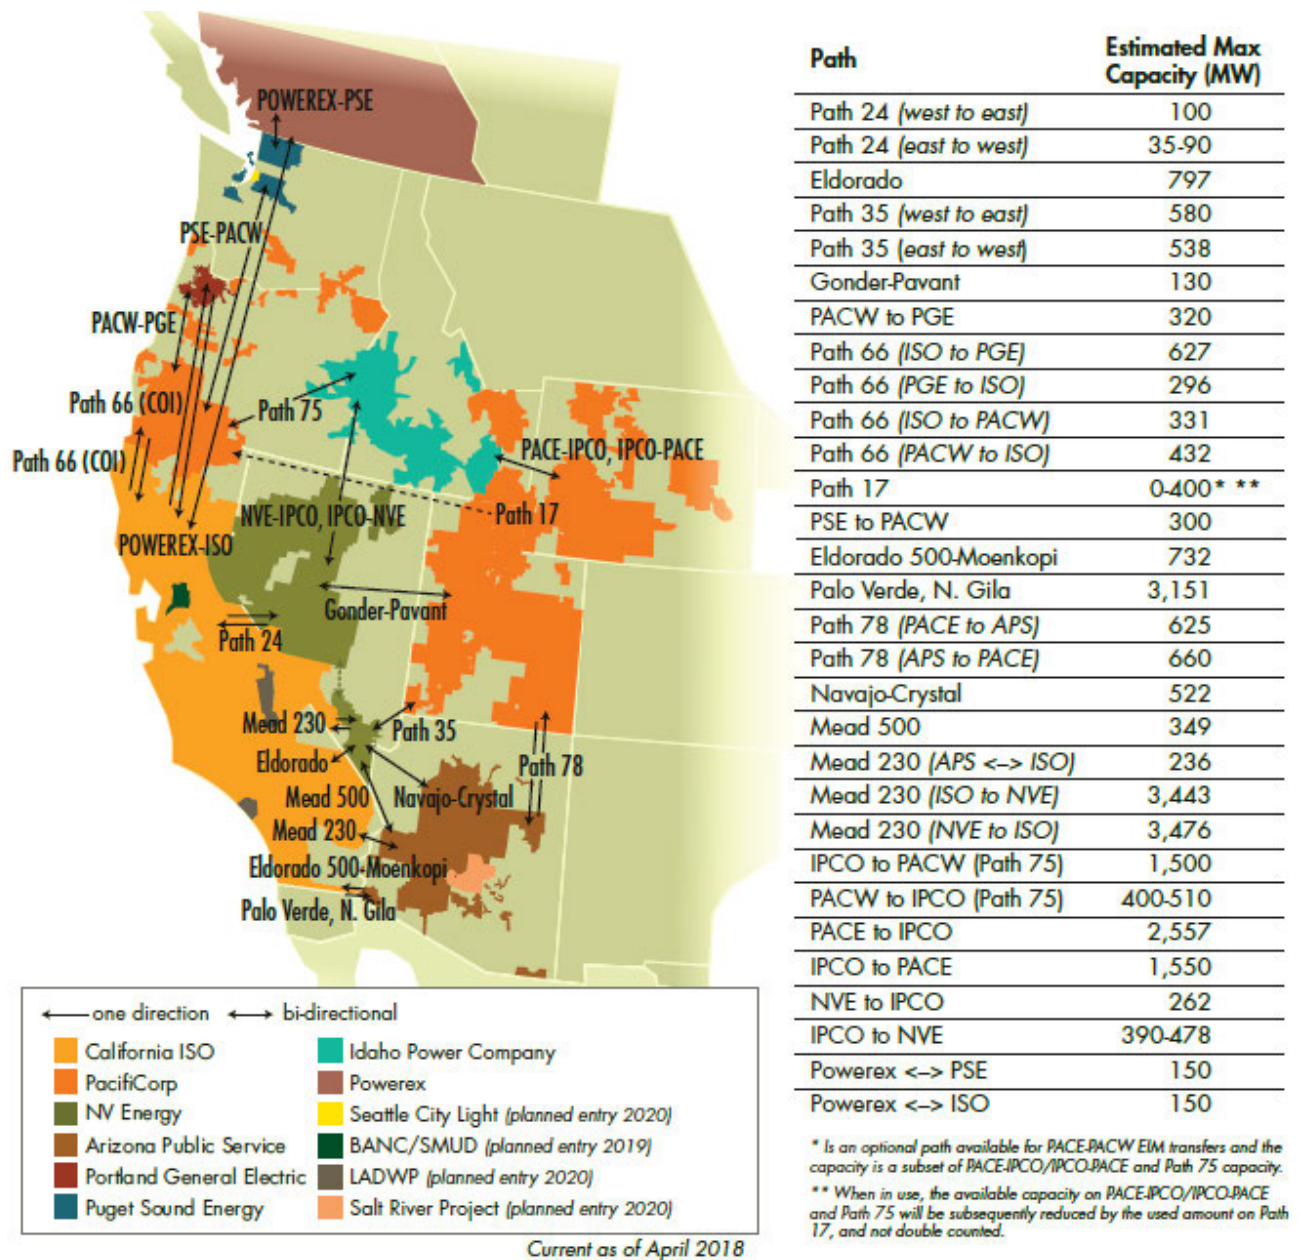 POWEREX-PSE
PSE-PACW
PACW-PGE
Path 66 (COI)
Path 75
Path 66 (COI)
PACE-IPCO, IPCO-PACE
NVE-IPCO, IPCO-NVE
Path 17
POWEREX-ISO
Gonder-Pavant
Path 24
Mead 230
Path 35
Eldorado
Path 78
Mead 500
Navajo-Crystal
Mead 230
Eldorado 500-Moenkopi
Palo Verde, N. Gila
one direction
bi-directional
California ISO
PacifiCorp
NV Energy
Arizona Public Service
Portland General Electric
Puget Sound Energy
Idaho Power Company
Powerex
Seattle City Light (planned entry 2020)
BANC/SMUD (planned entry 2019)
LADWP (planned entry 2020)
Salt River Project (planned entry 2020)
Current as of April 2018
Path Estimated Max
Capacity (MW)
Path 24 (west to east) 100
Path 24 (east to west) 35-90
Eldorado 797
Path 35 (west to east) 580
Path 35 (east to west) 538
Gonder-Pavant 130
PACW to PGE 320
Path 66 (ISO to PGE) 627
Path 66 (PGE to ISO) 296
Path 66 (ISO to PACW) 331
Path 66 (PACW to ISO) 432
Path 17 0-400* **
PSE to PACW 300
Eldorado 500-Moenkopi 732
Palo Verde, N. Gila 3,151
Path 78 (PACE to APS) 625
Path 78 (APS to PACE) 660
Navajo-Crystal 522
Mead 500 349
Mead 230 (APS <–> ISO) 236
Mead 230 (ISO to NVE) 3,443
Mead 230 (NVE to ISO) 3,476
IPCO to PACW (Path 75) 1,500
PACW to IPCO (Path 75) 400-510
PACE to IPCO 2,557
IPCO to PACE 1,550
NVE to IPCO 262
IPCO to NVE 390-478
Powerex <–> PSE 150
Powerex <–> ISO 150
* Is an optional path available for PACE-PACW EIM transfers and the
capacity is a subset of PACE-IPCO/IPCO-PACE and Path 75 capacity.
** When in use, the available capacity on PACE-IPCO/IPCO-PACE
and Path 75 will be subsequently reduced by the used amount on Path
17, and not double counted.